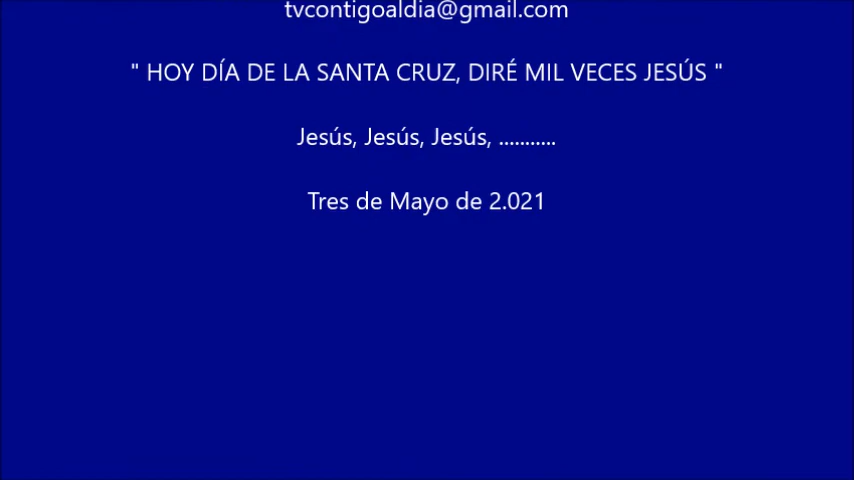 tvcontigoaldia@gmail.com
" HOY DÍA DE LA SANTA CRUZ, DIRÉ MIL VECES JESÚS "
Jesús, Jesús, Jesús, ...........
Tres de Mayo de 2.021